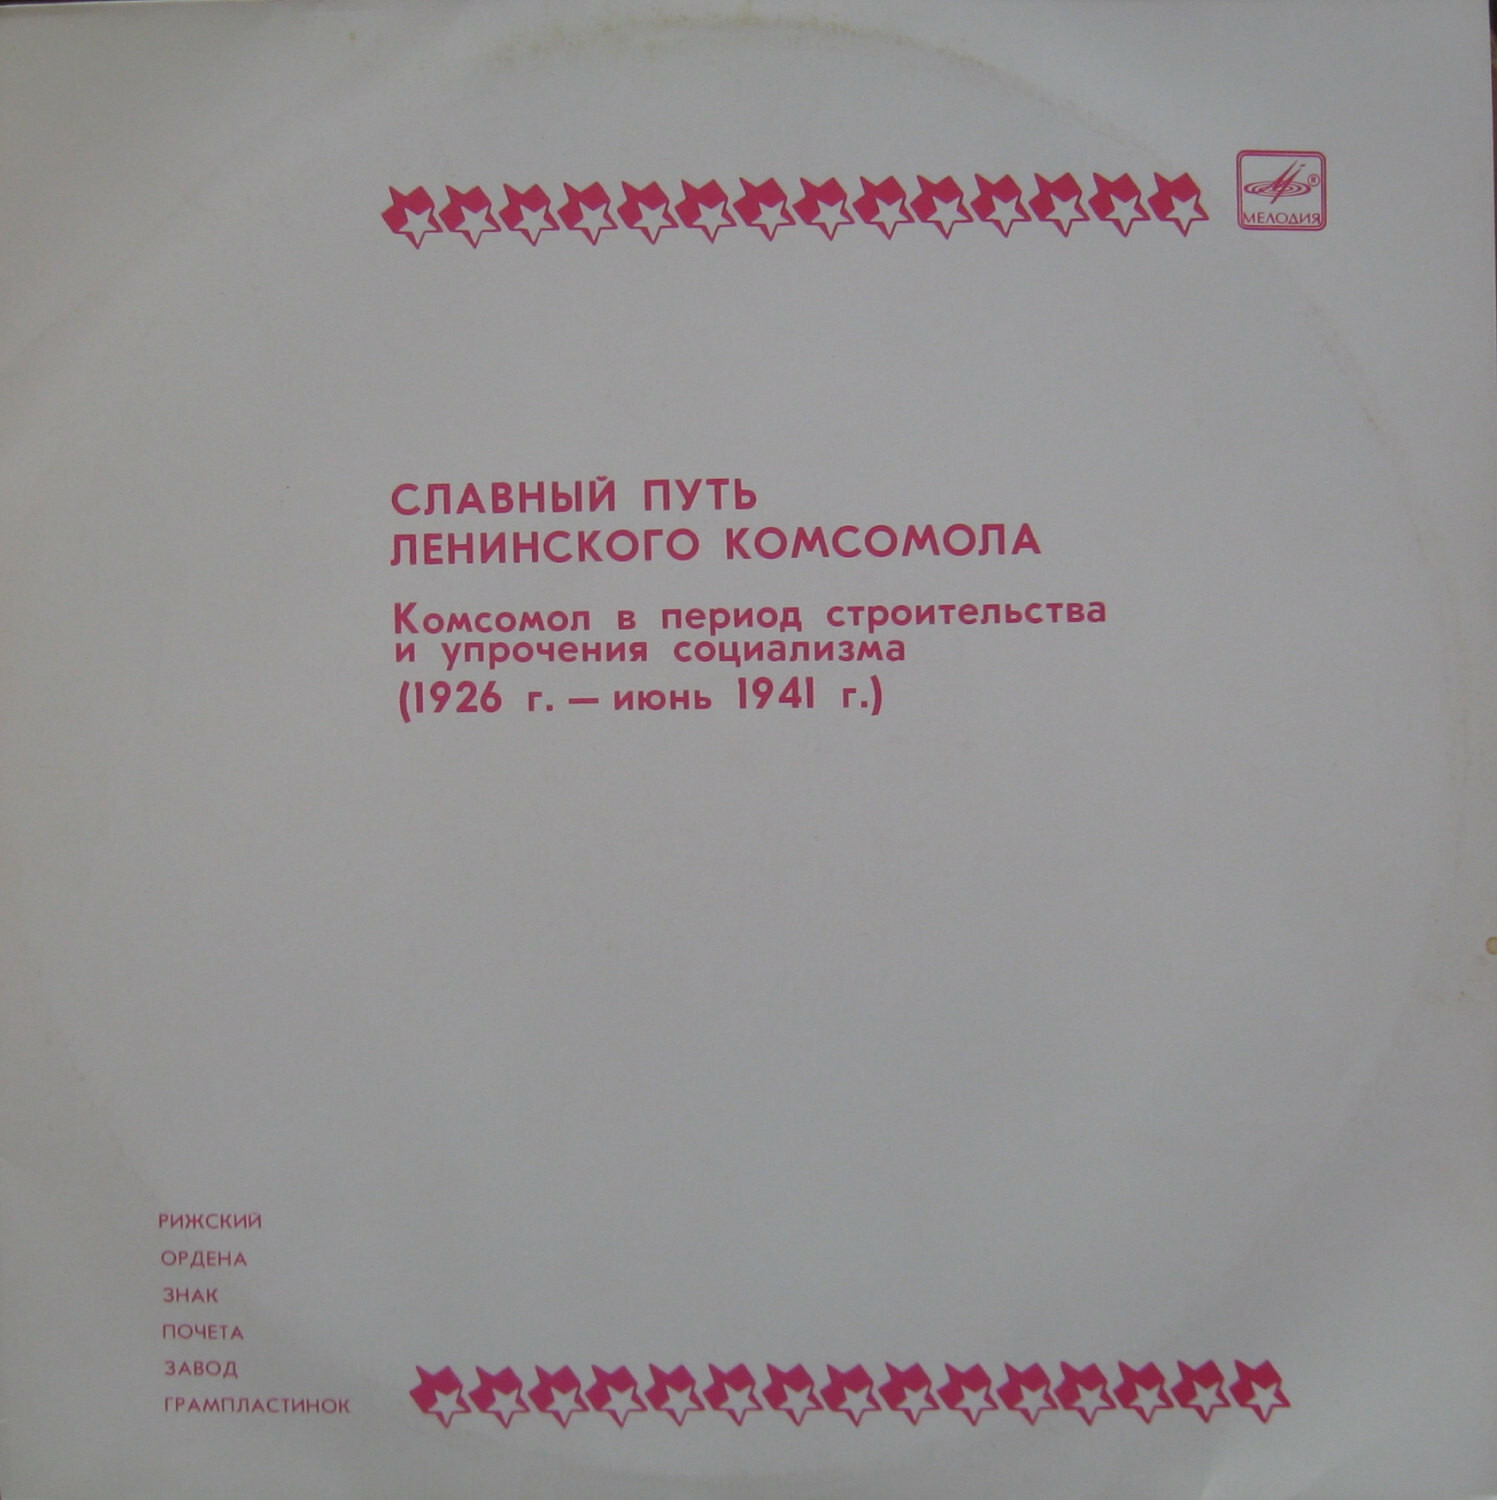 МЕЛОДИЯ
СЛАВНЫЙ ПУТЬ
ЛЕНИНСКОГО КОМСОМОЛА
Комсомол в период строительства
и упрочения социализма
(1926 г. — июнь 1941 г.)
РИЖСКИЙ
ОРДЕНА
ЗНАК
ПОЧЕТА
ЗАВОД
ГРАМПЛАСТИНОК